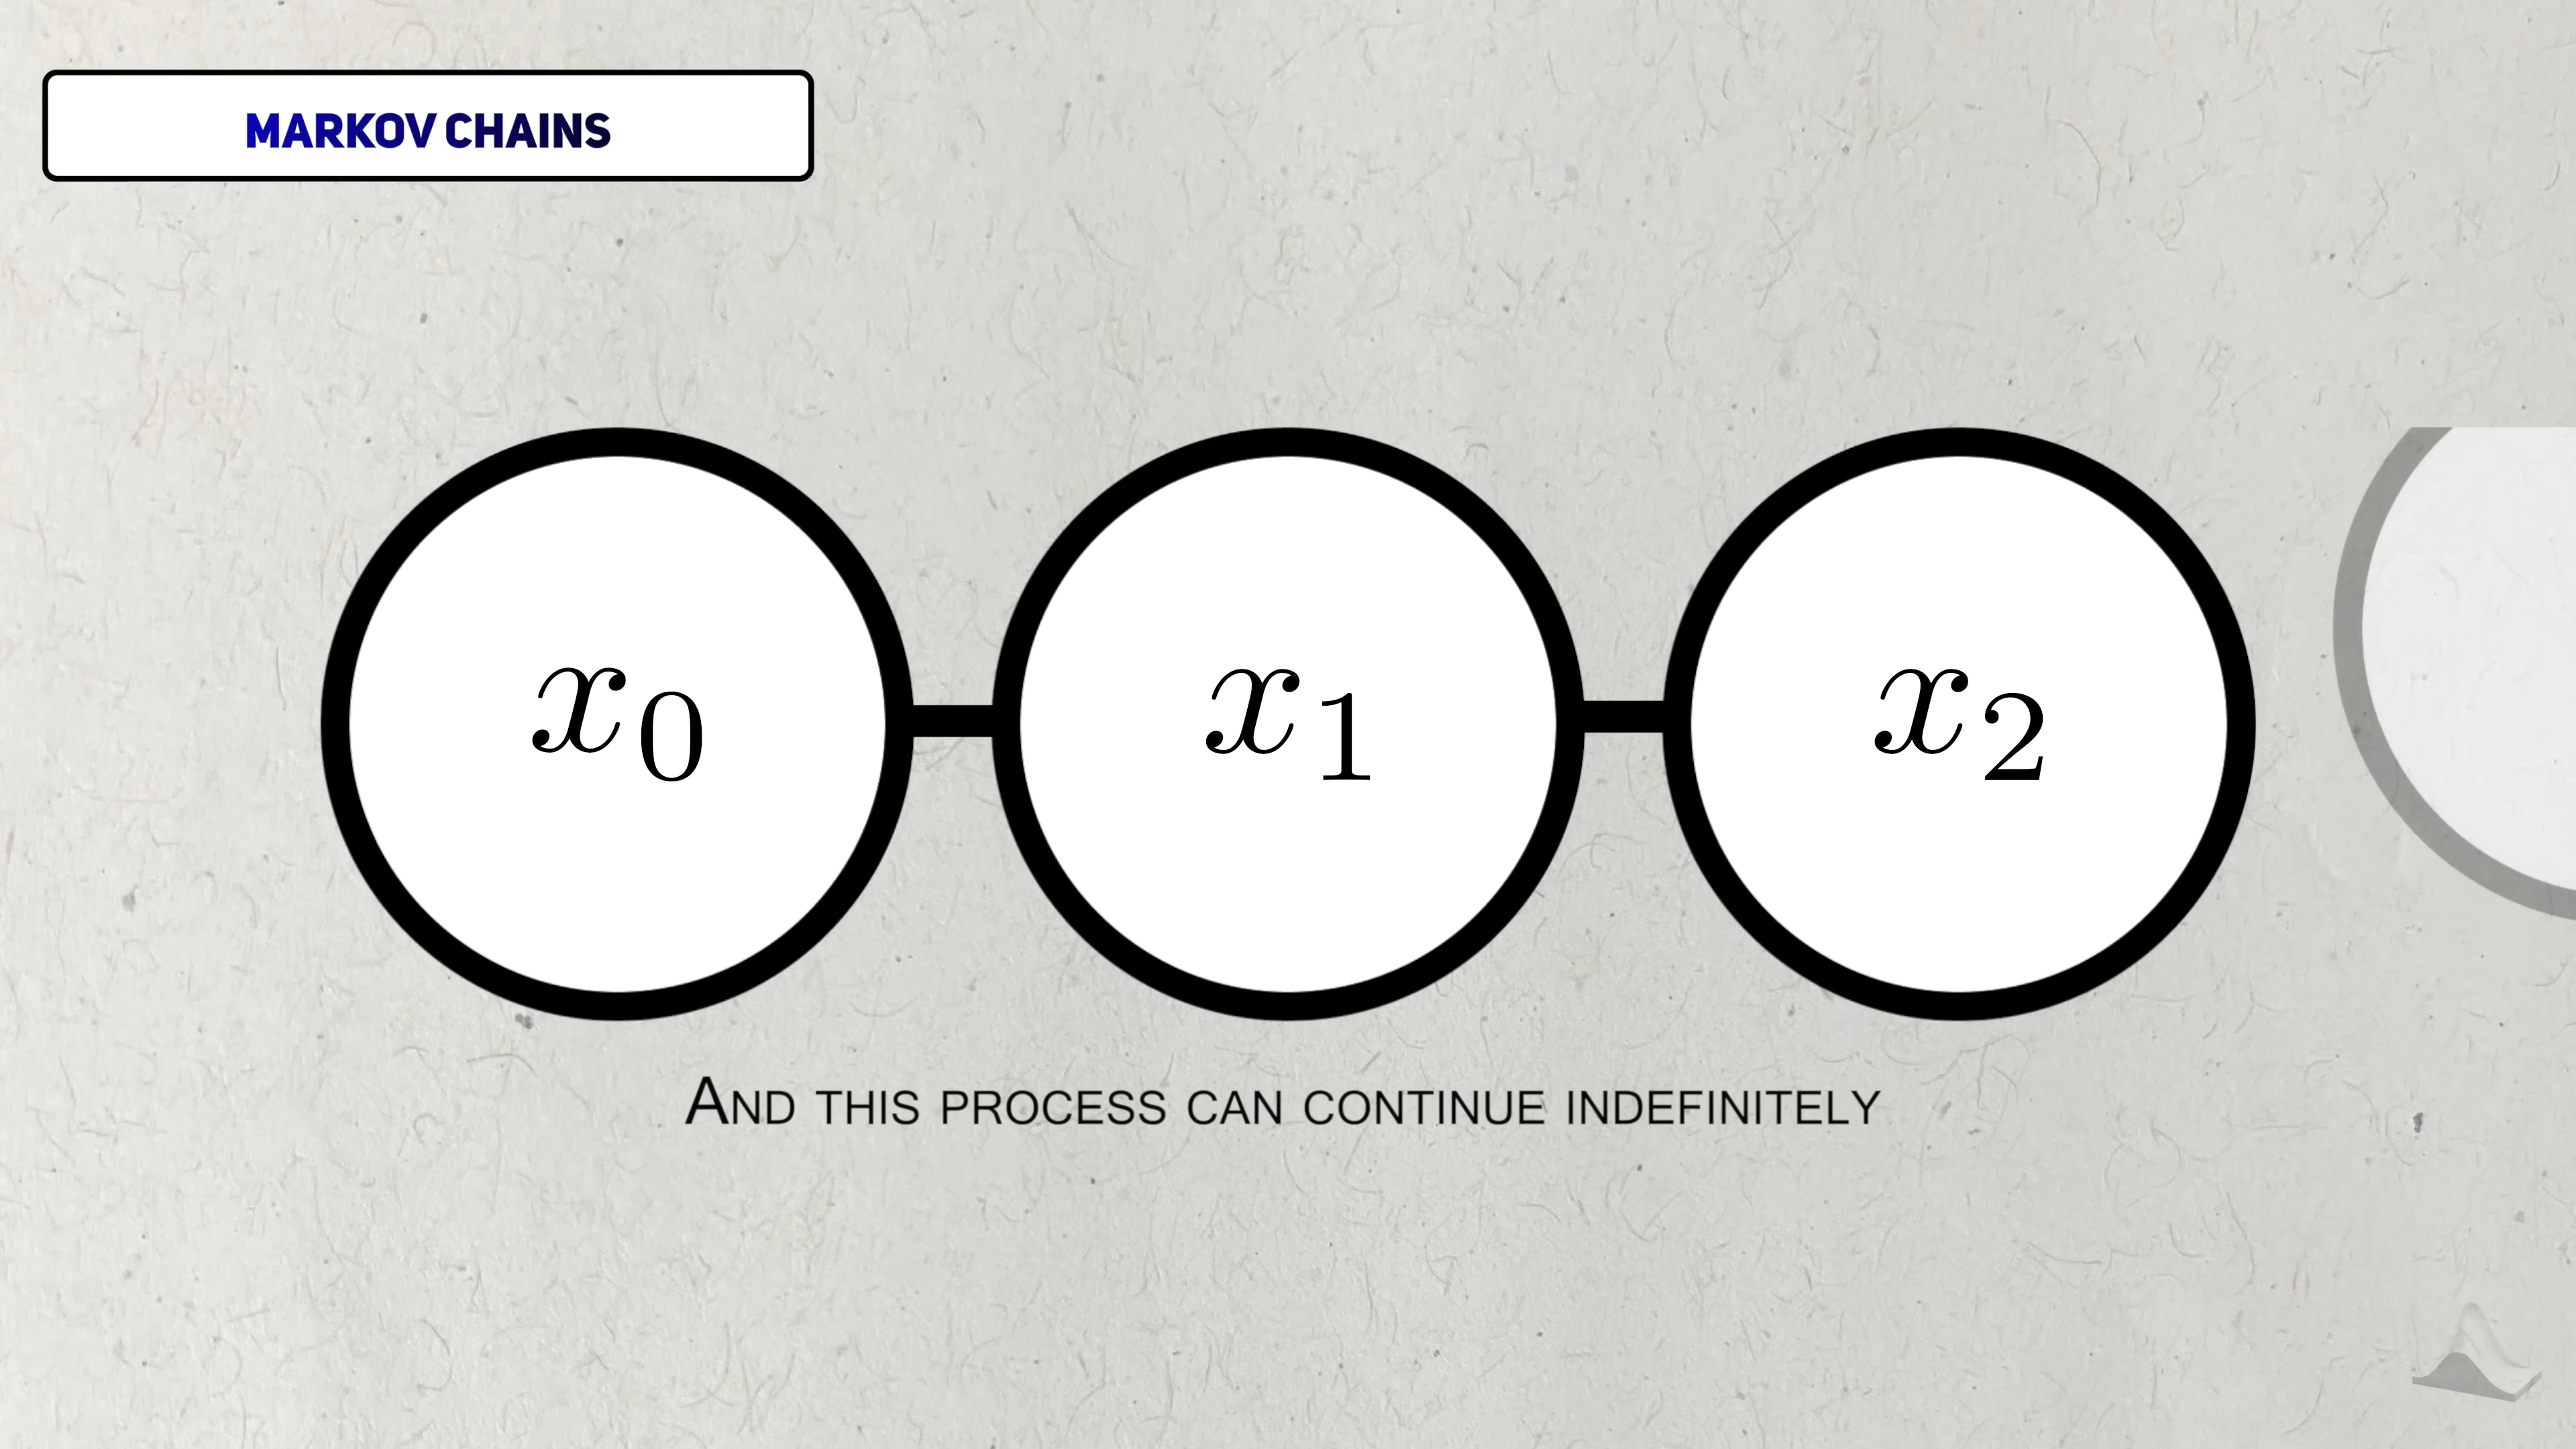 MARKOV CHAINS
x₀ x₁ x₂
And this process can continue indefinitely